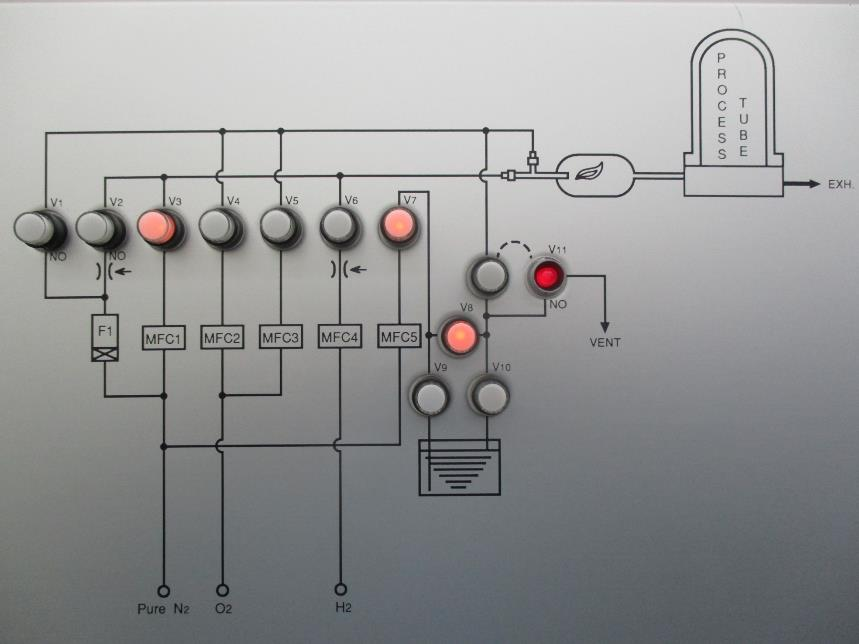 PROCESS
TUBE
EXH.
V1
V2
V3
V4
V5
V6
V7
V11
NO
NO
NO
V8
VENT
F1
MFC1
MFC2
MFC3
MFC4
MFC5
V9
V10
Pure N2
O2
H2